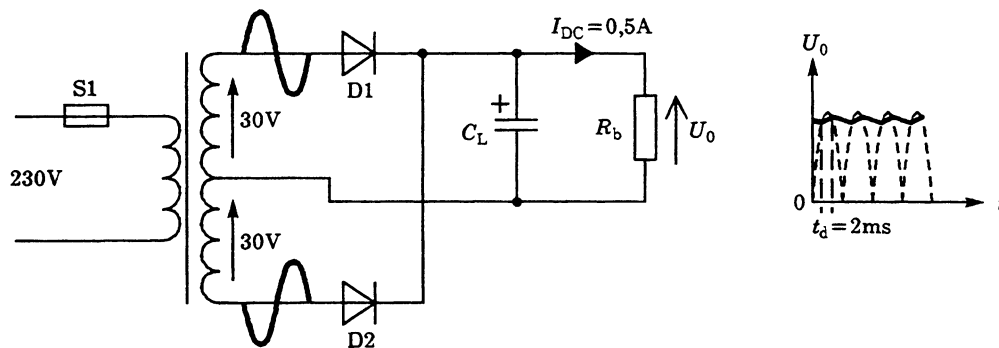 S1
230V
30V
30V
D1
D2
C_L
+
I_DC=0,5A
R_b
U_0
U_0
0
t_d=2ms